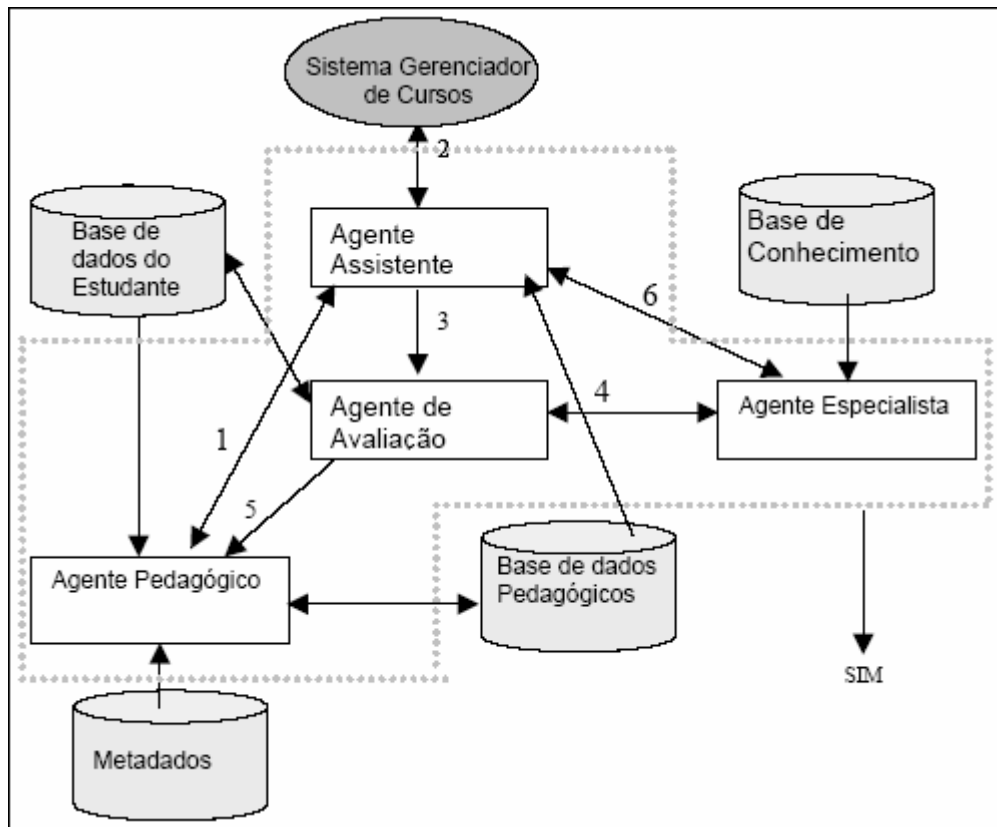 Sistema Gerenciador
de Cursos
2
Base de
dados do
Estudante
Agente
Assistente
Base de
Conhecimento
6
3
Agente de
Avaliação
4
Agente Especialista
1
5
Agente Pedagógico
Base de dados
Pedagógicos
SIM
Metadados